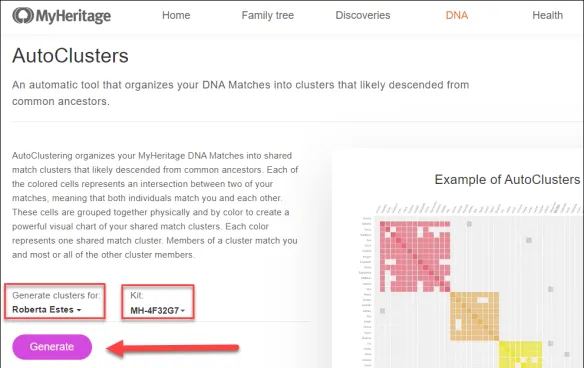 MyHeritage
Home Family tree Discoveries DNA Health
AutoClusters
An automatic tool that organizes your DNA Matches into clusters that likely descended from
common ancestors.
AutoClustering organizes your MyHeritage DNA Matches into shared
match clusters that likely descended from common ancestors. Each of
the colored cells represents an intersection between two of your
matches, meaning that both individuals match you and each other.
These cells are grouped together physically and by color to create a
powerful visual chart of your shared match clusters. Each color
represents one shared match cluster. Members of a cluster match you
and most or all of the other cluster members.
Generate clusters for:
Roberta Estes
Kit:
MH-4F32G7
Generate
Example of AutoClusters